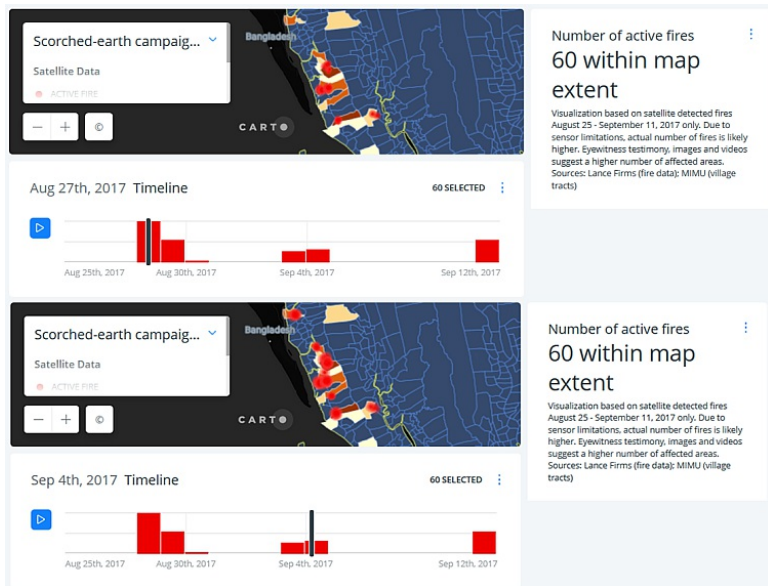 Scorched-earth campaig...
Satellite Data
ACTIVE FIRE
− + ©
Bangladesh
CARTO
Number of active fires
60 within map
extent
Visualization based on satellite detected fires
August 25 - September 11, 2017 only. Due to
sensor limitations, actual number of fires is likely
higher. Eyewitness testimony, images and videos
suggest a higher number of affected areas.
Sources: Lance Firms (fire data); MIMU (village
tracts)
Aug 27th, 2017 Timeline
60 SELECTED
Aug 25th, 2017 Aug 30th, 2017 Sep 4th, 2017 Sep 12th, 2017
Scorched-earth campaig...
Satellite Data
ACTIVE FIRE
− + ©
Bangladesh
CARTO
Number of active fires
60 within map
extent
Visualization based on satellite detected fires
August 25 - September 11, 2017 only. Due to
sensor limitations, actual number of fires is likely
higher. Eyewitness testimony, images and videos
suggest a higher number of affected areas.
Sources: Lance Firms (fire data); MIMU (village
tracts)
Sep 4th, 2017 Timeline
60 SELECTED
Aug 25th, 2017 Aug 30th, 2017 Sep 4th, 2017 Sep 12th, 2017